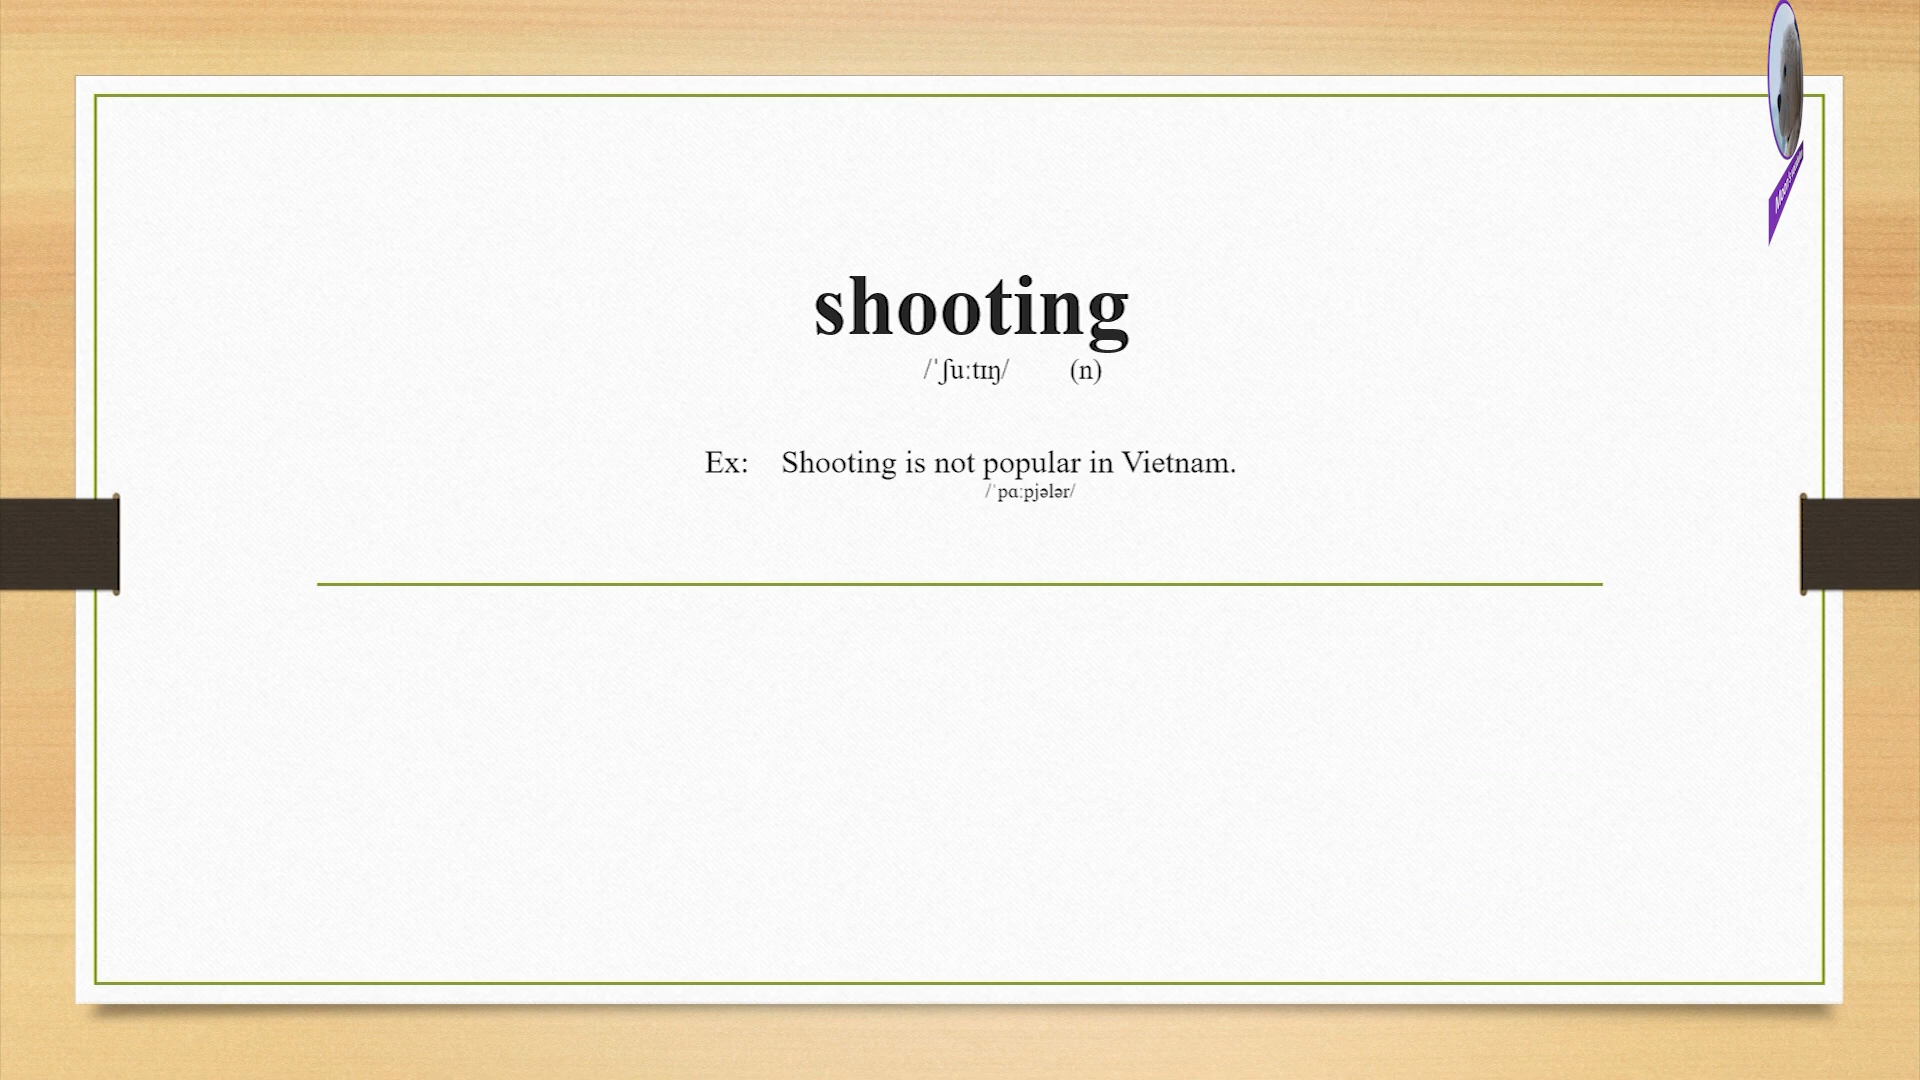 shooting
/ˈʃuːtɪŋ/ (n)
Ex: Shooting is not popular in Vietnam.
/ˈpɑːpjələr/